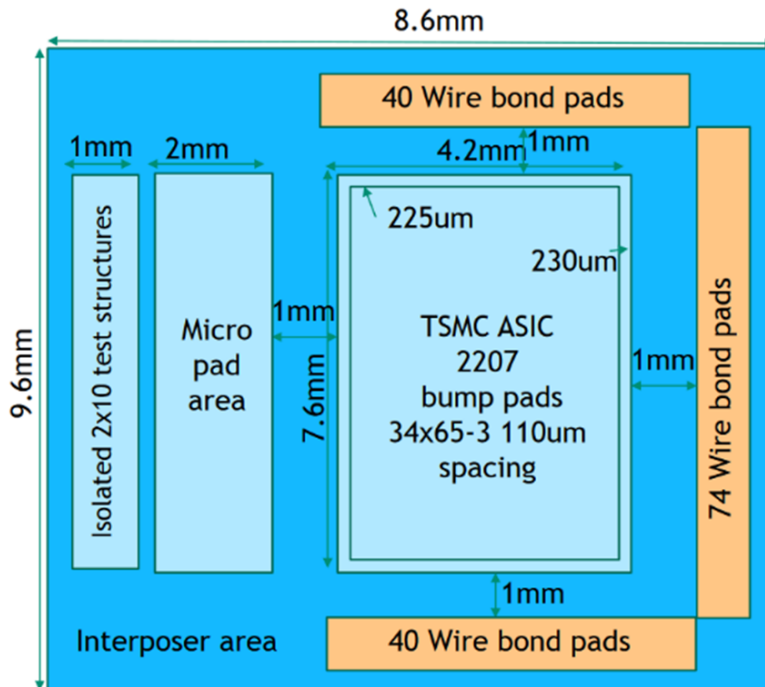 8.6mm
40 Wire bond pads
1mm
2mm
4.2mm
1mm
225um
230um
Isolated 2x10 test structures
Micro
pad
area
1mm
7.6mm
TSMC ASIC
2207
bump pads
34x65-3 110um
spacing
1mm
74 Wire bond pads
9.6mm
1mm
Interposer area
40 Wire bond pads